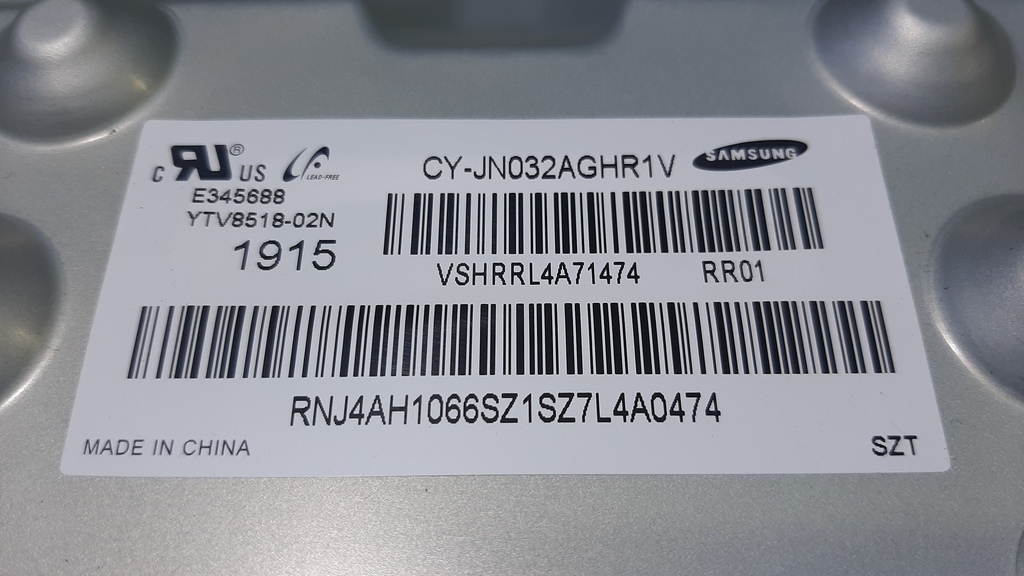 CY-JN032AGHR1V
SAMSUNG
c RU® US
LEAD-FREE
E345688
YTV8518-02N
1915
VSHRRL4A71474 RR01
RNJ4AH1066SZ1SZ7L4A0474
MADE IN CHINA
SZT